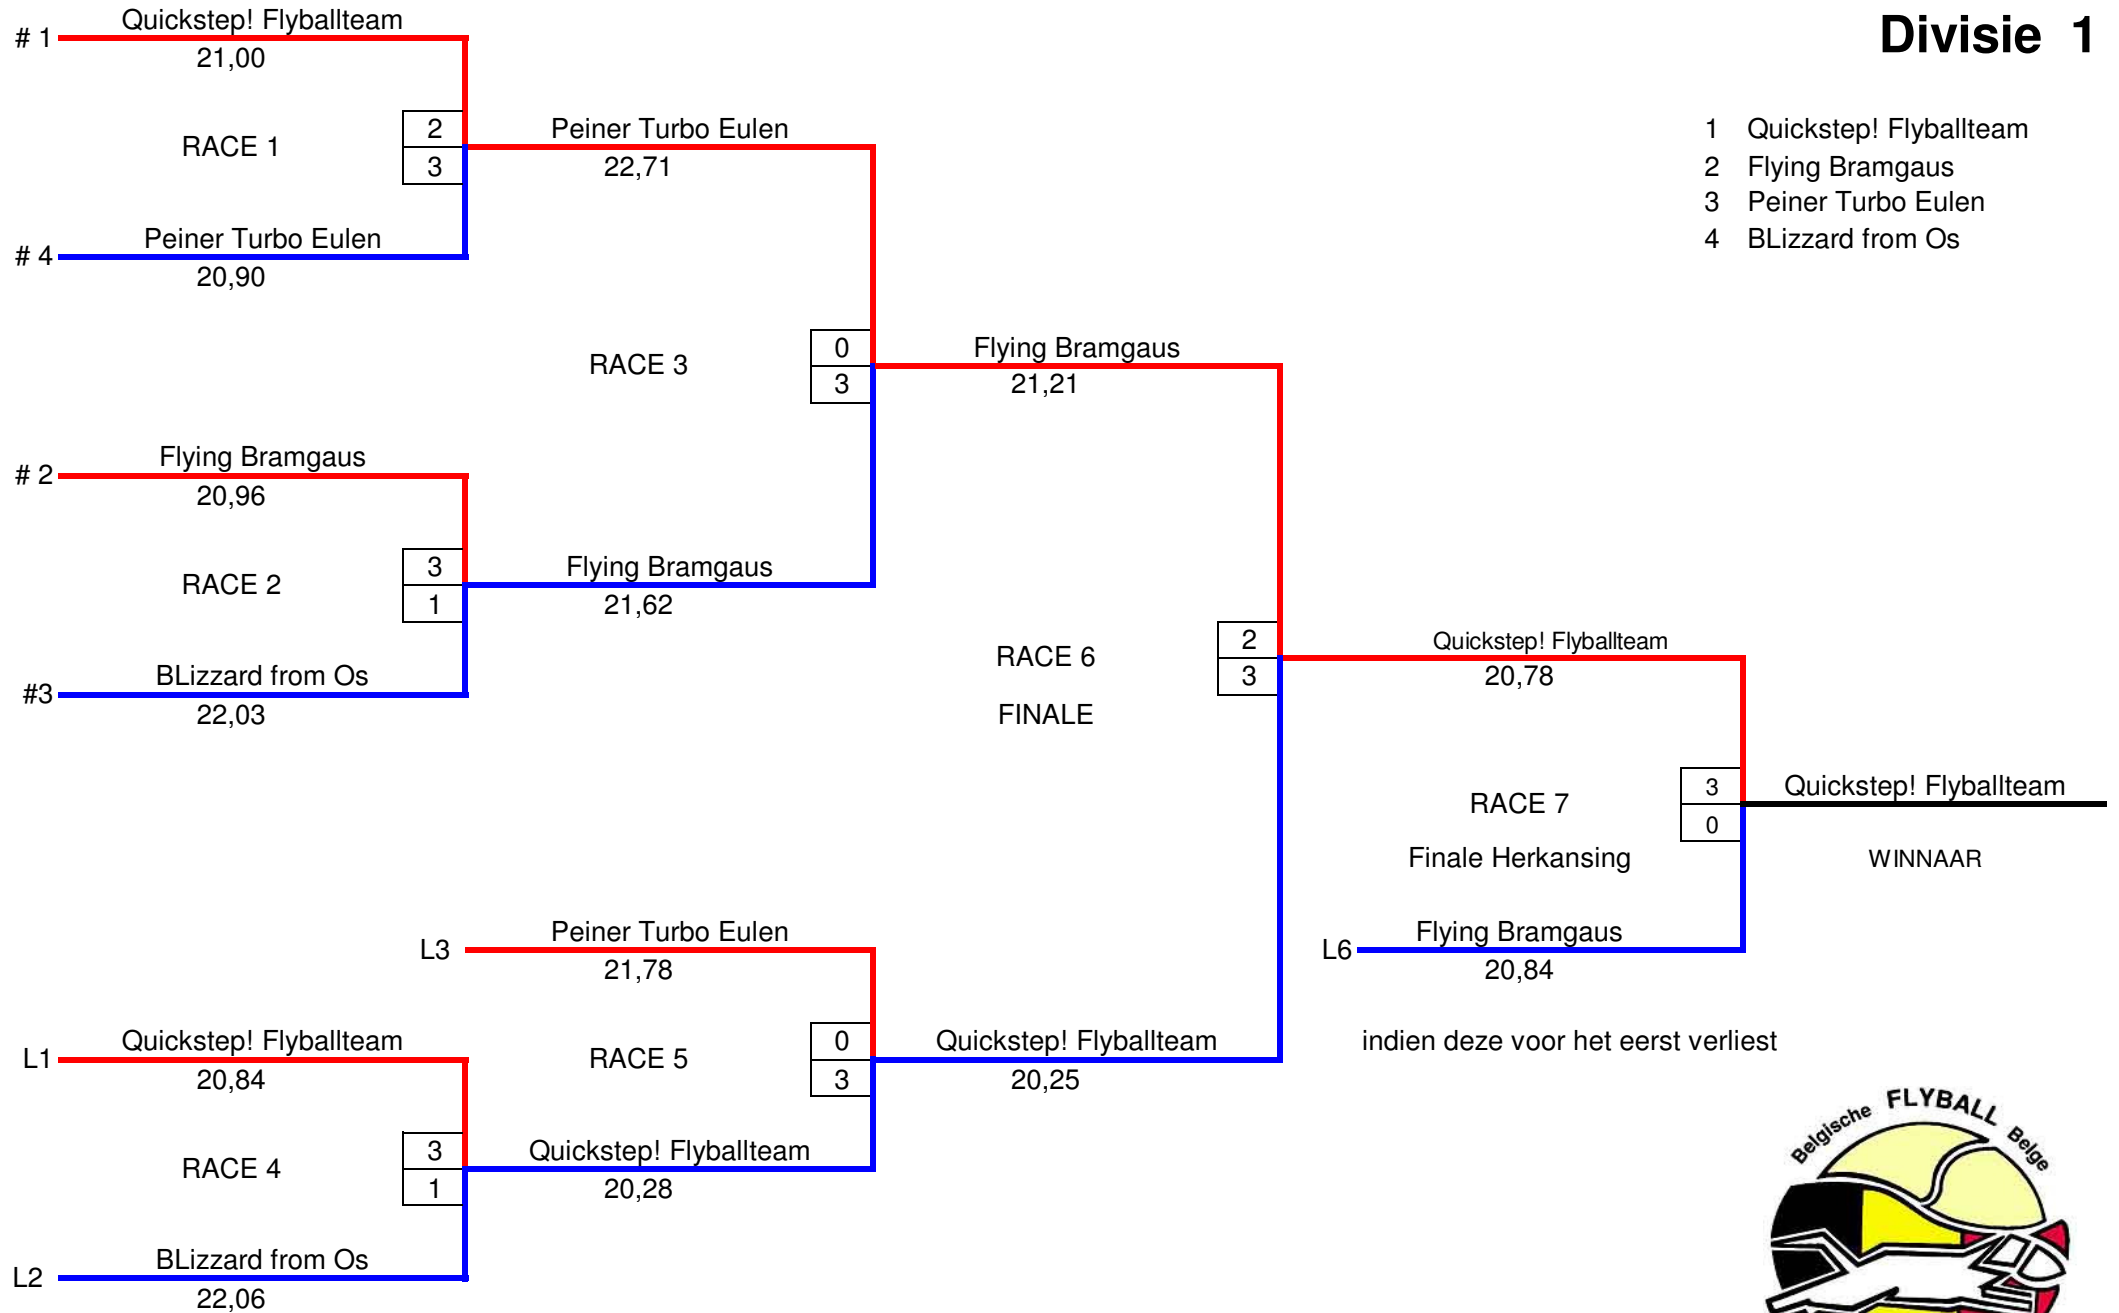 Divisie 1
1 Quickstep! Flyballteam
2 Flying Bramgaus
3 Peiner Turbo Eulen
4 BLizzard from Os
# 1 Quickstep! Flyballteam
21,00
RACE 1
2
3
# 4 Peiner Turbo Eulen
20,90
Peiner Turbo Eulen
22,71
RACE 3
0
3
# 2 Flying Bramgaus
20,96
RACE 2
3
1
#3 BLizzard from Os
22,03
Flying Bramgaus
21,62
Flying Bramgaus
21,21
RACE 6
FINALE
2
3
Quickstep! Flyballteam
20,78
RACE 7
Finale Herkansing
3
0
Quickstep! Flyballteam
WINNAAR
L6 Flying Bramgaus
20,84
indien deze voor het eerst verliest
L3 Peiner Turbo Eulen
21,78
RACE 5
0
3
Quickstep! Flyballteam
20,25
L1 Quickstep! Flyballteam
20,84
RACE 4
3
1
Quickstep! Flyballteam
20,28
L2 BLizzard from Os
22,06
Belgische FLYBALL Belge